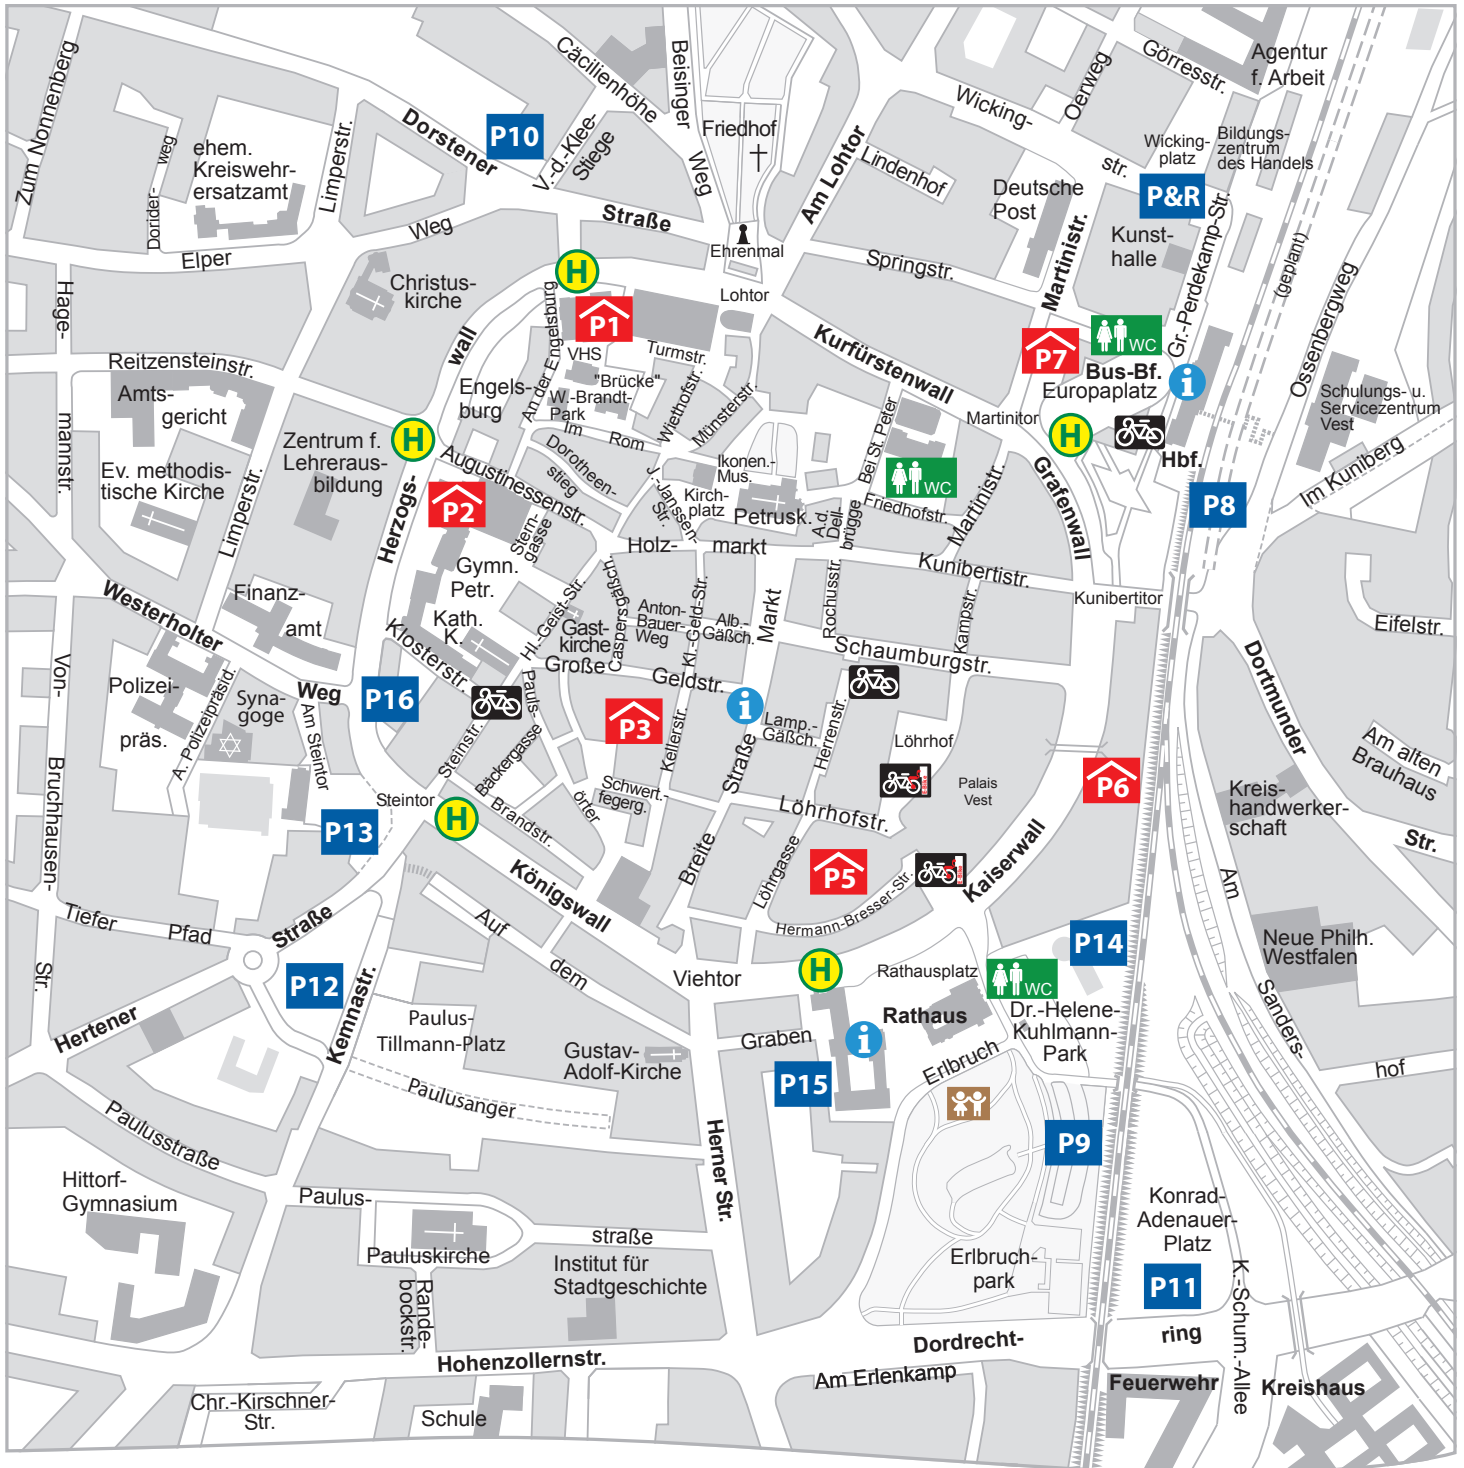 Zum Nonnenberg
Dorider-
weg
ehem.
Kreiswehr-
ersatzamt
Limperstr.
Dorstener
Straße
P10
V.-d.-Klee-
Stiege
Cäcilienhöhe
Beisinger
Weg
Friedhof
Ehrenmal
Am Lohtor
Lindenhof
Wicking-
str.
Oerweg
Görresstr.
Agentur
f. Arbeit
Wicking-
platz
Bildungs-
zentrum
des Handels
P&R
Deutsche
Post
Kunst-
halle
Martinistr.
Gr.-Perdekamp-Str.
(geplant)
Ossenbergweg
Elper
Weg
Christus-
kirche
H
P1
Lohtor
Springstr.
Kurfürstenwall
P7
WC
Bus-Bf.
Europaplatz
i
Martinitor
H
Hbf.
Schulungs- u.
Servicezentrum
Vest
Im Kuniberg
P8
Hage-
mannstr.
Reitzensteinstr.
Amts-
gericht
Ev. methodis-
tische Kirche
Zentrum f.
Lehreraus-
bildung
Limperstr.
Herzogs-
wall
H
P2
Engels-
burg
An der Engelsburg
VHS
"Brücke"
W.-Brandt-
Park
Im
Rom
Turmstr.
Wiethofstr.
Münsterstr.
Dorotheen-
stieg
Augustinessenstr.
Stern-
gasse
J.-Janssen-
Str.
Ikonen.-
Mus.
Kirch-
platz
Petrusk.
Bei St. Peter
WC
Friedhofstr.
A.d.
Dell-
brügge
Martinistr.
Grafenwall
Holz-
markt
Kunibertistr.
Kunibertitor
Gymn.
Petr.
Kath.
K.
Klosterstr.
Hl.-Geist-Str.
Gast-
kirche
Caspersgäßch.
Anton-
Bauer-
Weg
Kl.-Geld-Str.
Alb.-
Gäßch.
Markt
Rochusstr.
Kampstr.
Schaumburgstr.
Große
Geldstr.
Westerholter
Weg
Finanz-
amt
Polizei-
präs.
A. Polizeipräsid.
Syna-
goge
P16
Am Steintor
Von-
Bruchhausen-
Str.
Steintor
H
P13
Steinstr.
Pauls-
örter
Bäckergasse
Brandstr.
P3
Kellerstr.
Schwert.-
fegerg.
i
Lamp.-
Gäßch.
Herrenstr.
Breite
Straße
Löhrhof
Palais
Vest
Löhrhofstr.
Löhrgasse
P5
Hermann-Bresser-Str.
Kaiserwall
P6
Eifelstr.
Dortmunder
Str.
Am alten
Brauhaus
Kreis-
handwerker-
schaft
Neue Philh.
Westfalen
Am
Sanders-
hof
Tiefer
Pfad
Hertener
Straße
P12
Kemnastr.
Auf
dem
Königswall
Viehtor
H
Rathausplatz
Rathaus
i
WC
P14
Dr.-Helene-
Kuhlmann-
Park
Graben
P15
Erlbruch
P9
Erlbruch-
park
Paulus-
Tillmann-Platz
Gustav-
Adolf-Kirche
Paulusanger
Paulusstraße
Hittorf-
Gymnasium
Paulus-
straße
Pauluskirche
Rande-
bockstr.
Institut für
Stadtgeschichte
Herner Str.
Hohenzollernstr.
Chr.-Kirschner-
Str.
Schule
Dordrecht-
ring
Am Erlenkamp
Konrad-
Adenauer-
Platz
P11
K.-Schum.-Allee
Feuerwehr
Kreishaus